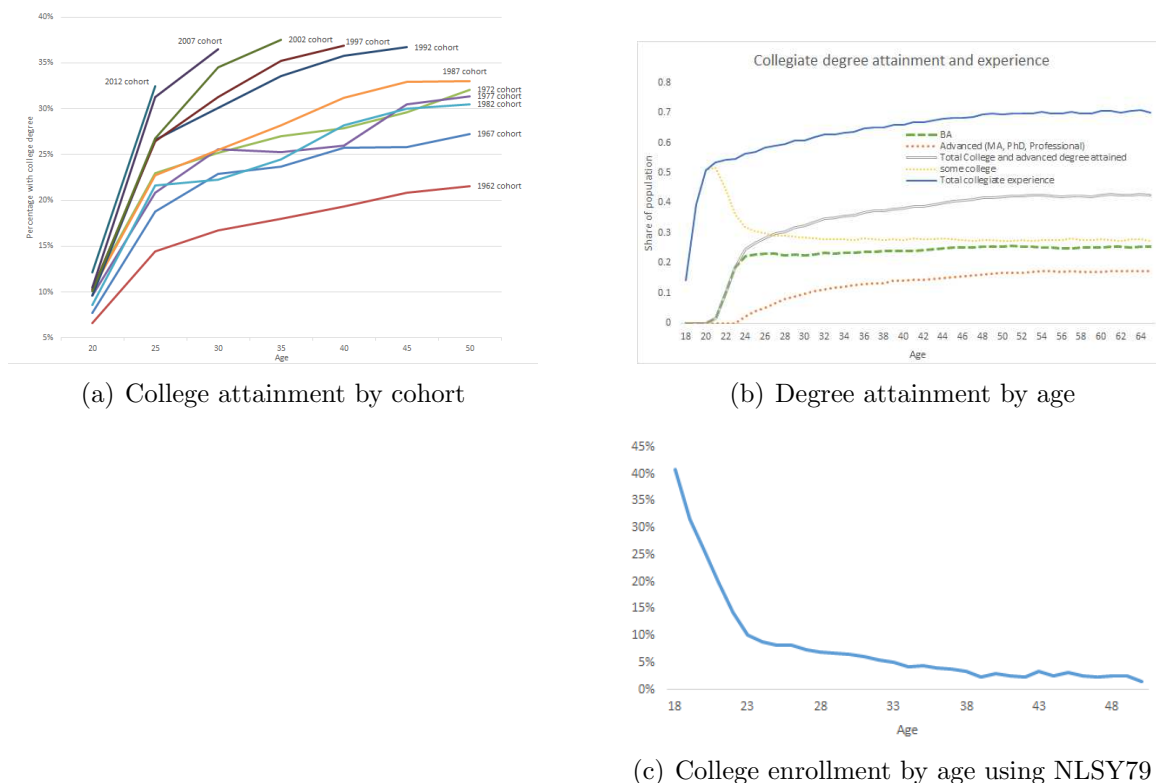 40%
35%
30%
25%
20%
15%
10%
5%
Percentage with college degree
2012 cohort
2007 cohort
2002 cohort
1997 cohort
1992 cohort
1987 cohort
1972 cohort
1977 cohort
1982 cohort
1967 cohort
1962 cohort
20 25 30 35 40 45 50
Age
(a) College attainment by cohort
Collegiate degree attainment and experience
0.8
0.7
0.6
0.5
0.4
0.3
0.2
0.1
0
Share of population
BA
Advanced (MA, PhD, Professional)
Total College and advanced degree attained
some college
Total collegiate experience
18 20 22 24 26 28 30 32 34 36 38 40 42 44 46 48 50 52 54 56 58 60 62 64
Age
(b) Degree attainment by age
45%
40%
35%
30%
25%
20%
15%
10%
5%
0%
18 23 28 33 38 43 48
Age
(c) College enrollment by age using NLSY79